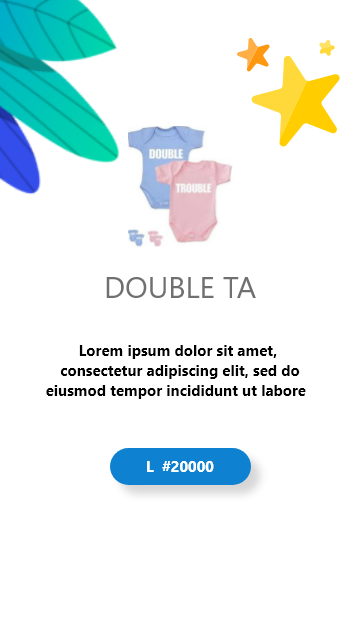 DOUBLE
TROUBLE
DOUBLE TA
Lorem ipsum dolor sit amet,
consectetur adipiscing elit, sed do
eiusmod tempor incididunt ut labore
L #20000